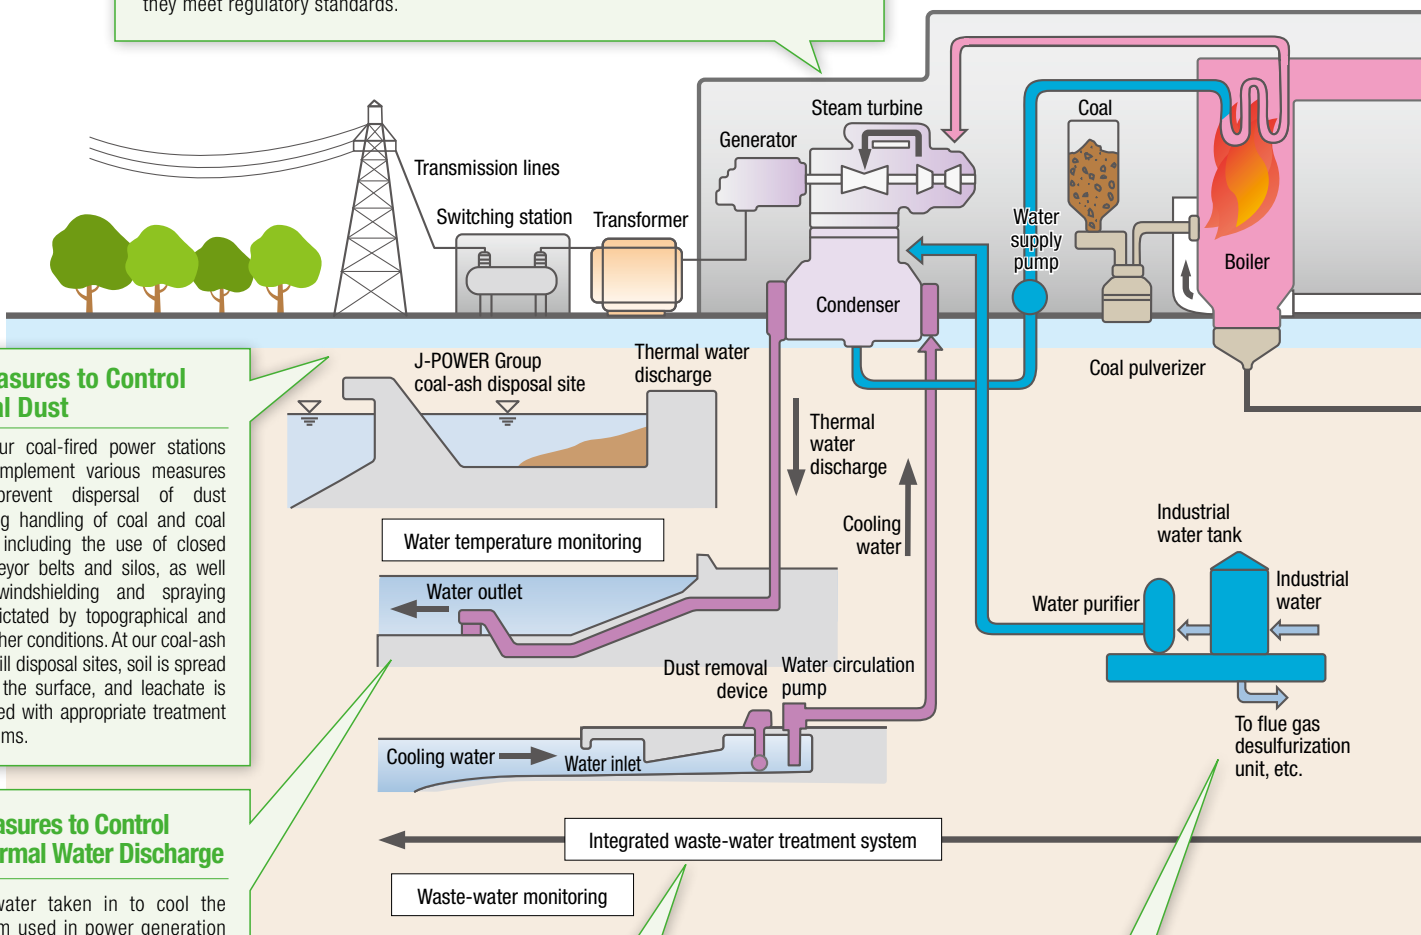 they meet regulatory standards.
Steam turbine
Coal
Generator
Transmission lines
Switching station
Transformer
Water
supply
pump
Boiler
Condenser
J-POWER Group
coal-ash disposal site
Thermal water
discharge
Coal pulverizer
Thermal
water
discharge
Cooling
water
Water temperature monitoring
Water outlet
Industrial
water tank
Industrial
water
Water purifier
Dust removal
device
Water circulation
pump
Cooling water
Water inlet
To flue gas
desulfurization
unit, etc.
Integrated waste-water treatment system
Waste-water monitoring
asures to Control
al Dust
ur coal-fired power stations
mplement various measures
prevent dispersal of dust
g handling of coal and coal
including the use of closed
eyor belts and silos, as well
windshielding and spraying
ictated by topographical and
her conditions. At our coal-ash
ill disposal sites, soil is spread
the surface, and leachate is
ed with appropriate treatment
ms.
asures to Control
rmal Water Discharge
water taken in to cool the
m used in power generation